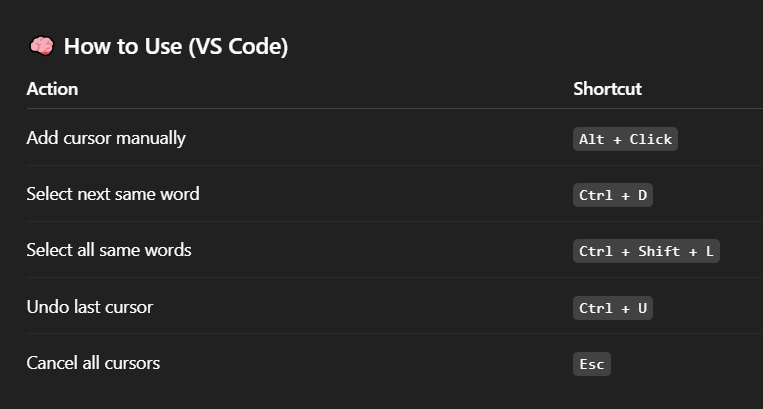 🧠 How to Use (VS Code)
Action Shortcut
Add cursor manually Alt + Click
Select next same word Ctrl + D
Select all same words Ctrl + Shift + L
Undo last cursor Ctrl + U
Cancel all cursors Esc